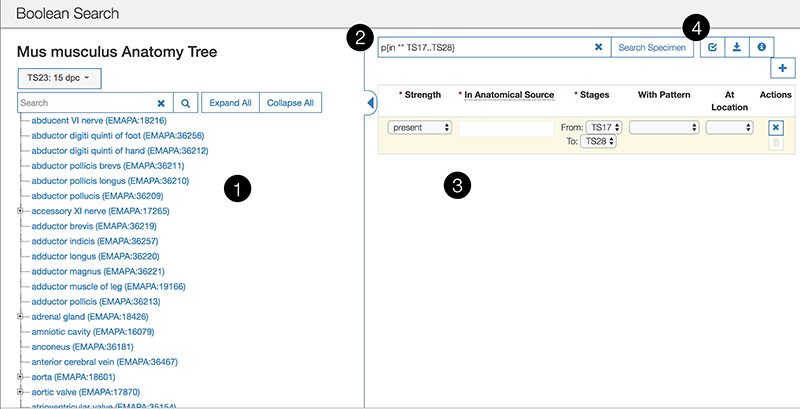 Boolean Search
Mus musculus Anatomy Tree
TS23: 15 dpc
Search
Expand All
Collapse All
abducent VI nerve (EMAPA:18216)
abductor digiti quinti of foot (EMAPA:36256)
abductor digiti quinti of hand (EMAPA:36212)
abductor pollicis brevs (EMAPA:36211)
abductor pollicis longus (EMAPA:36210)
abductor pollucis (EMAPA:36209)
accessory XI nerve (EMAPA:17265)
adductor brevis (EMAPA:36219)
adductor indicis (EMAPA:36257)
adductor longus (EMAPA:36220)
adductor magnus (EMAPA:36221)
adductor muscle of leg (EMAPA:19166)
adductor pollicis (EMAPA:36213)
adrenal gland (EMAPA:18426)
amniotic cavity (EMAPA:16079)
anconeus (EMAPA:36181)
anterior cerebral vein (EMAPA:36467)
aorta (EMAPA:18601)
aortic valve (EMAPA:17870)
atrioventricular valve (EMAPA:35154)
1
2
4
p{in ** TS17..TS28}
Search Specimen
* Strength
* In Anatomical Source
* Stages
With Pattern
At
Location
Actions
present
From: TS17
To: TS28
3